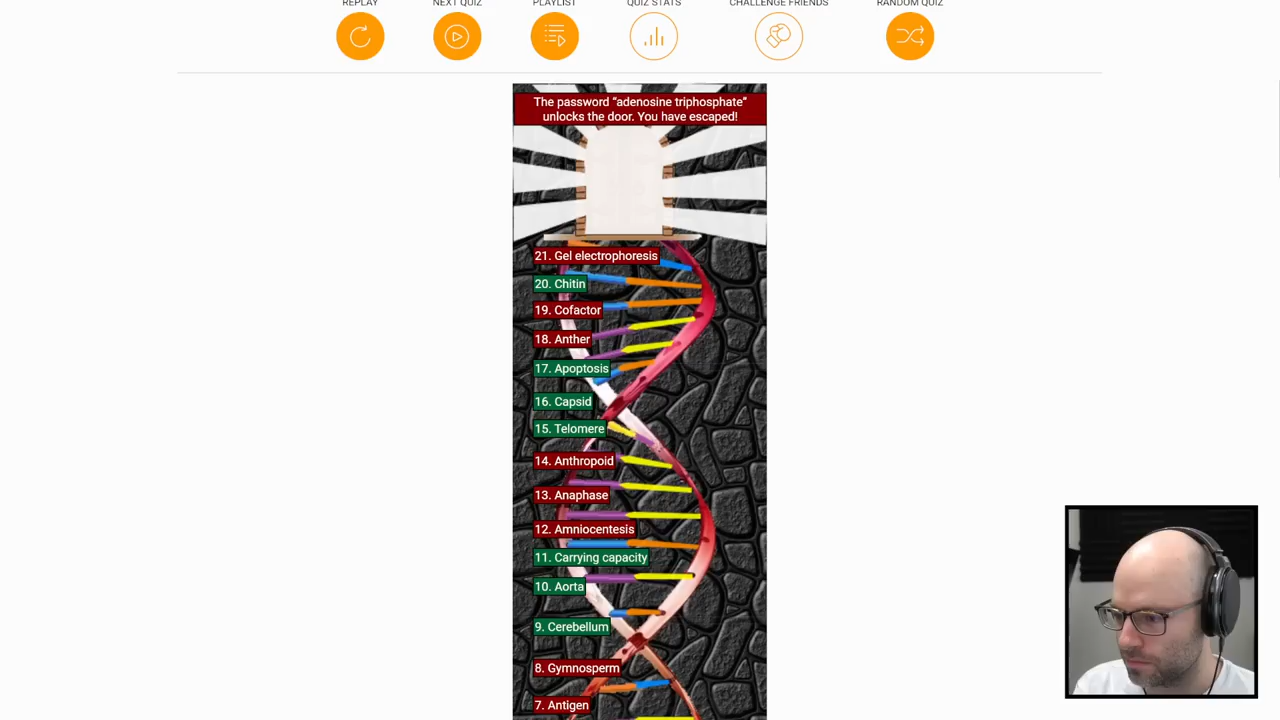 REPLAY
NEXT QUIZ
PLAYLIST
QUIZ STATS
CHALLENGE FRIENDS
RANDOM QUIZ
The password “adenosine triphosphate”
unlocks the door. You have escaped!
21. Gel electrophoresis
20. Chitin
19. Cofactor
18. Anther
17. Apoptosis
16. Capsid
15. Telomere
14. Anthropoid
13. Anaphase
12. Amniocentesis
11. Carrying capacity
10. Aorta
9. Cerebellum
8. Gymnosperm
7. Antigen